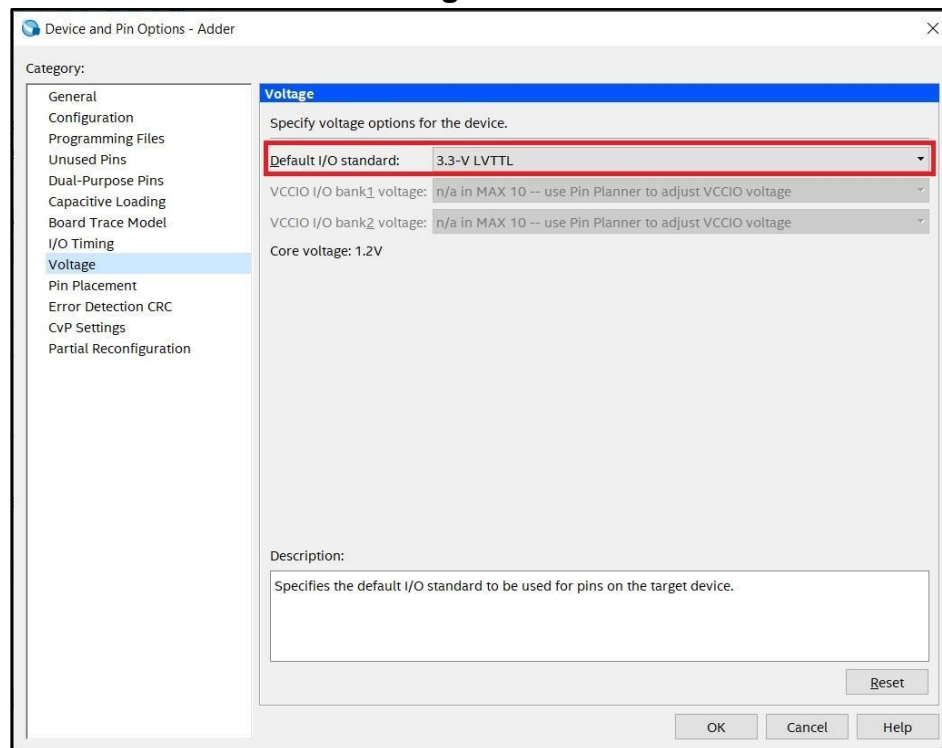 Device and Pin Options - Adder
Category:
General
Configuration
Programming Files
Unused Pins
Dual-Purpose Pins
Capacitive Loading
Board Trace Model
I/O Timing
Voltage
Pin Placement
Error Detection CRC
CvP Settings
Partial Reconfiguration
Voltage
Specify voltage options for the device.
Default I/O standard: 3.3-V LVTTL
VCCIO I/O bank1 voltage: n/a in MAX 10 -- use Pin Planner to adjust VCCIO voltage
VCCIO I/O bank2 voltage: n/a in MAX 10 -- use Pin Planner to adjust VCCIO voltage
Core voltage: 1.2V
Description:
Specifies the default I/O standard to be used for pins on the target device.
Reset
OK Cancel Help